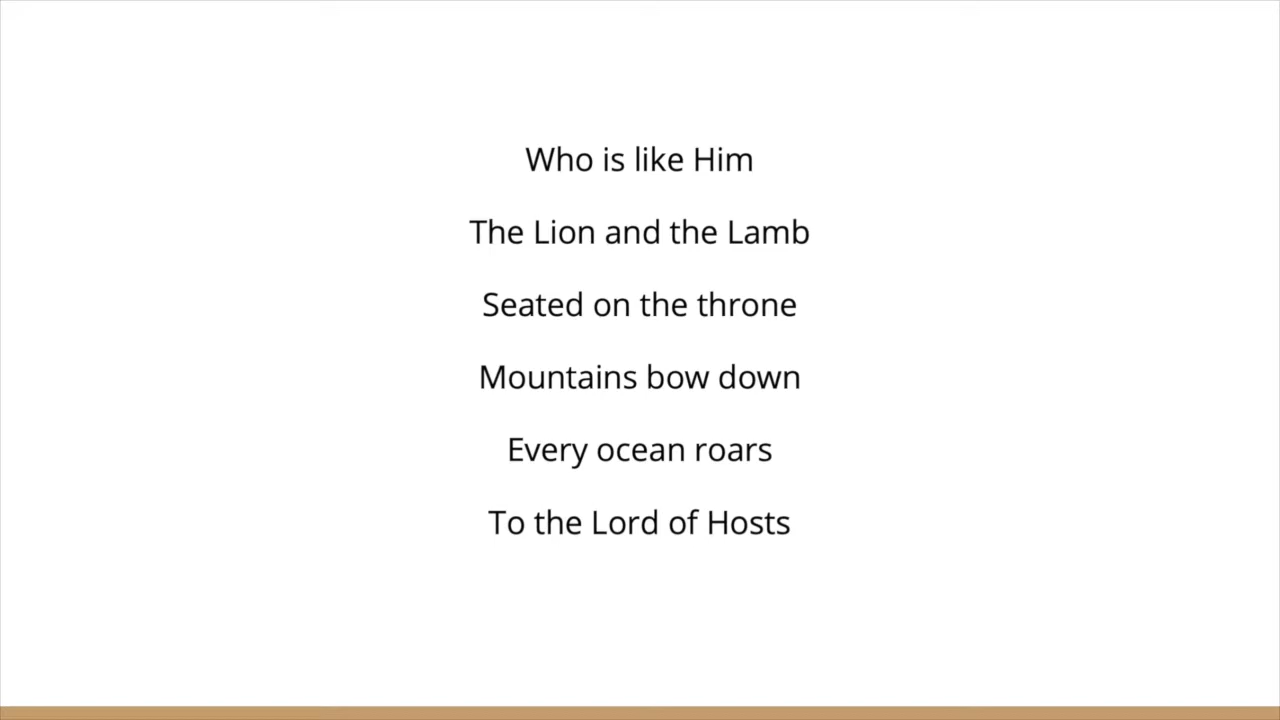 Who is like Him
The Lion and the Lamb
Seated on the throne
Mountains bow down
Every ocean roars
To the Lord of Hosts